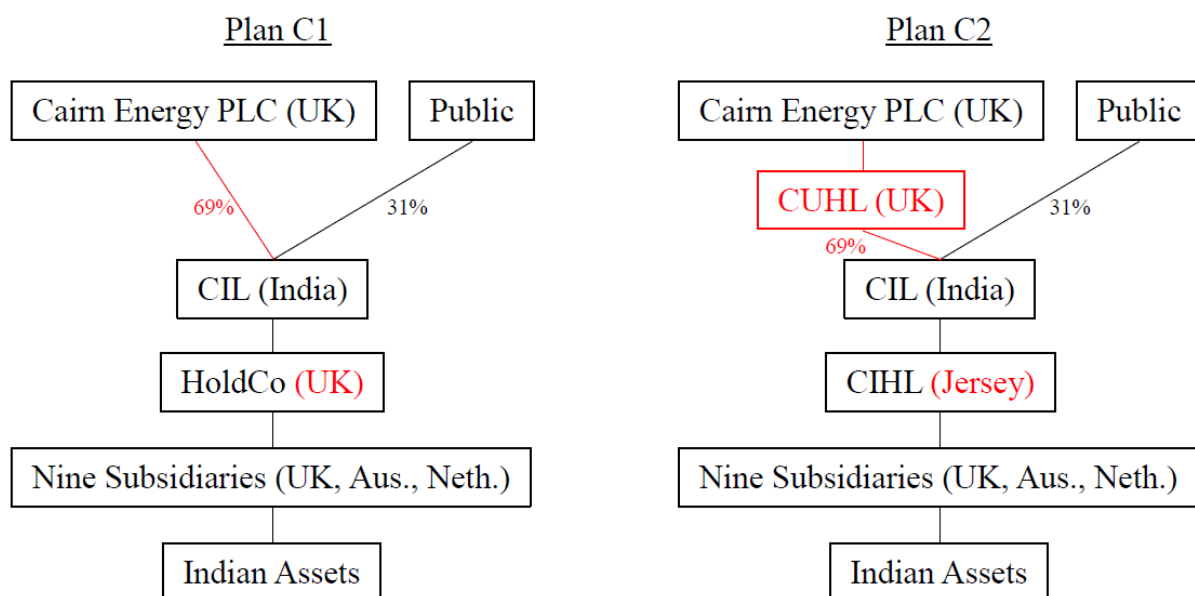 Plan C1
Cairn Energy PLC (UK)
Public
69%
31%
CIL (India)
HoldCo (UK)
Nine Subsidiaries (UK, Aus., Neth.)
Indian Assets
Plan C2
Cairn Energy PLC (UK)
Public
CUHL (UK)
69%
31%
CIL (India)
CIHL (Jersey)
Nine Subsidiaries (UK, Aus., Neth.)
Indian Assets